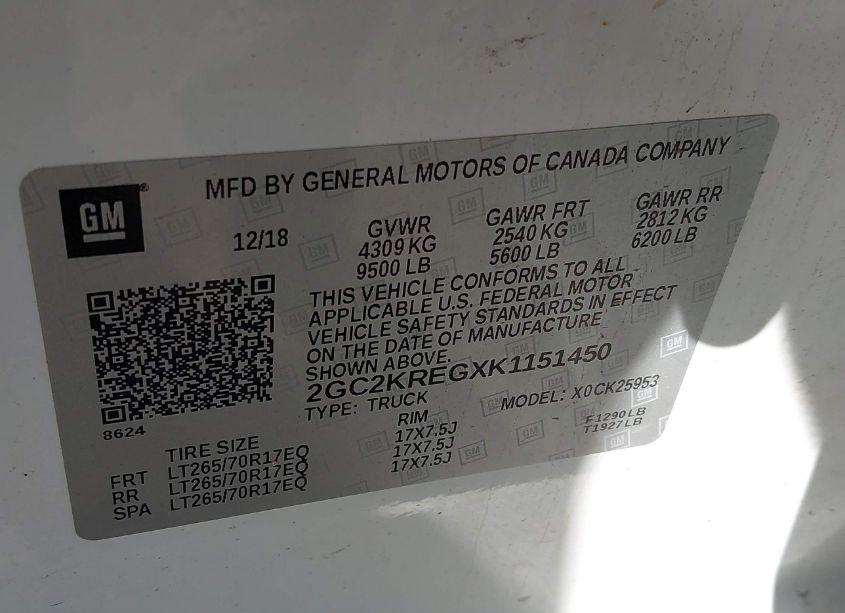 GM
MFD BY GENERAL MOTORS OF CANADA COMPANY
12/18
GVWR GAWR FRT GAWR RR
4309 KG 2540 KG 2812 KG
9500 LB 5600 LB 6200 LB
THIS VEHICLE CONFORMS TO ALL
APPLICABLE U.S. FEDERAL MOTOR
VEHICLE SAFETY STANDARDS IN EFFECT
ON THE DATE OF MANUFACTURE
SHOWN ABOVE.
2GC2KREGXK1151450
TYPE: TRUCK MODEL: X0CK25953
8624
TIRE SIZE RIM F1290LB
T1927LB
FRT LT265/70R17EQ 17X7.5J
RR LT265/70R17EQ 17X7.5J
SPA LT265/70R17EQ 17X7.5J